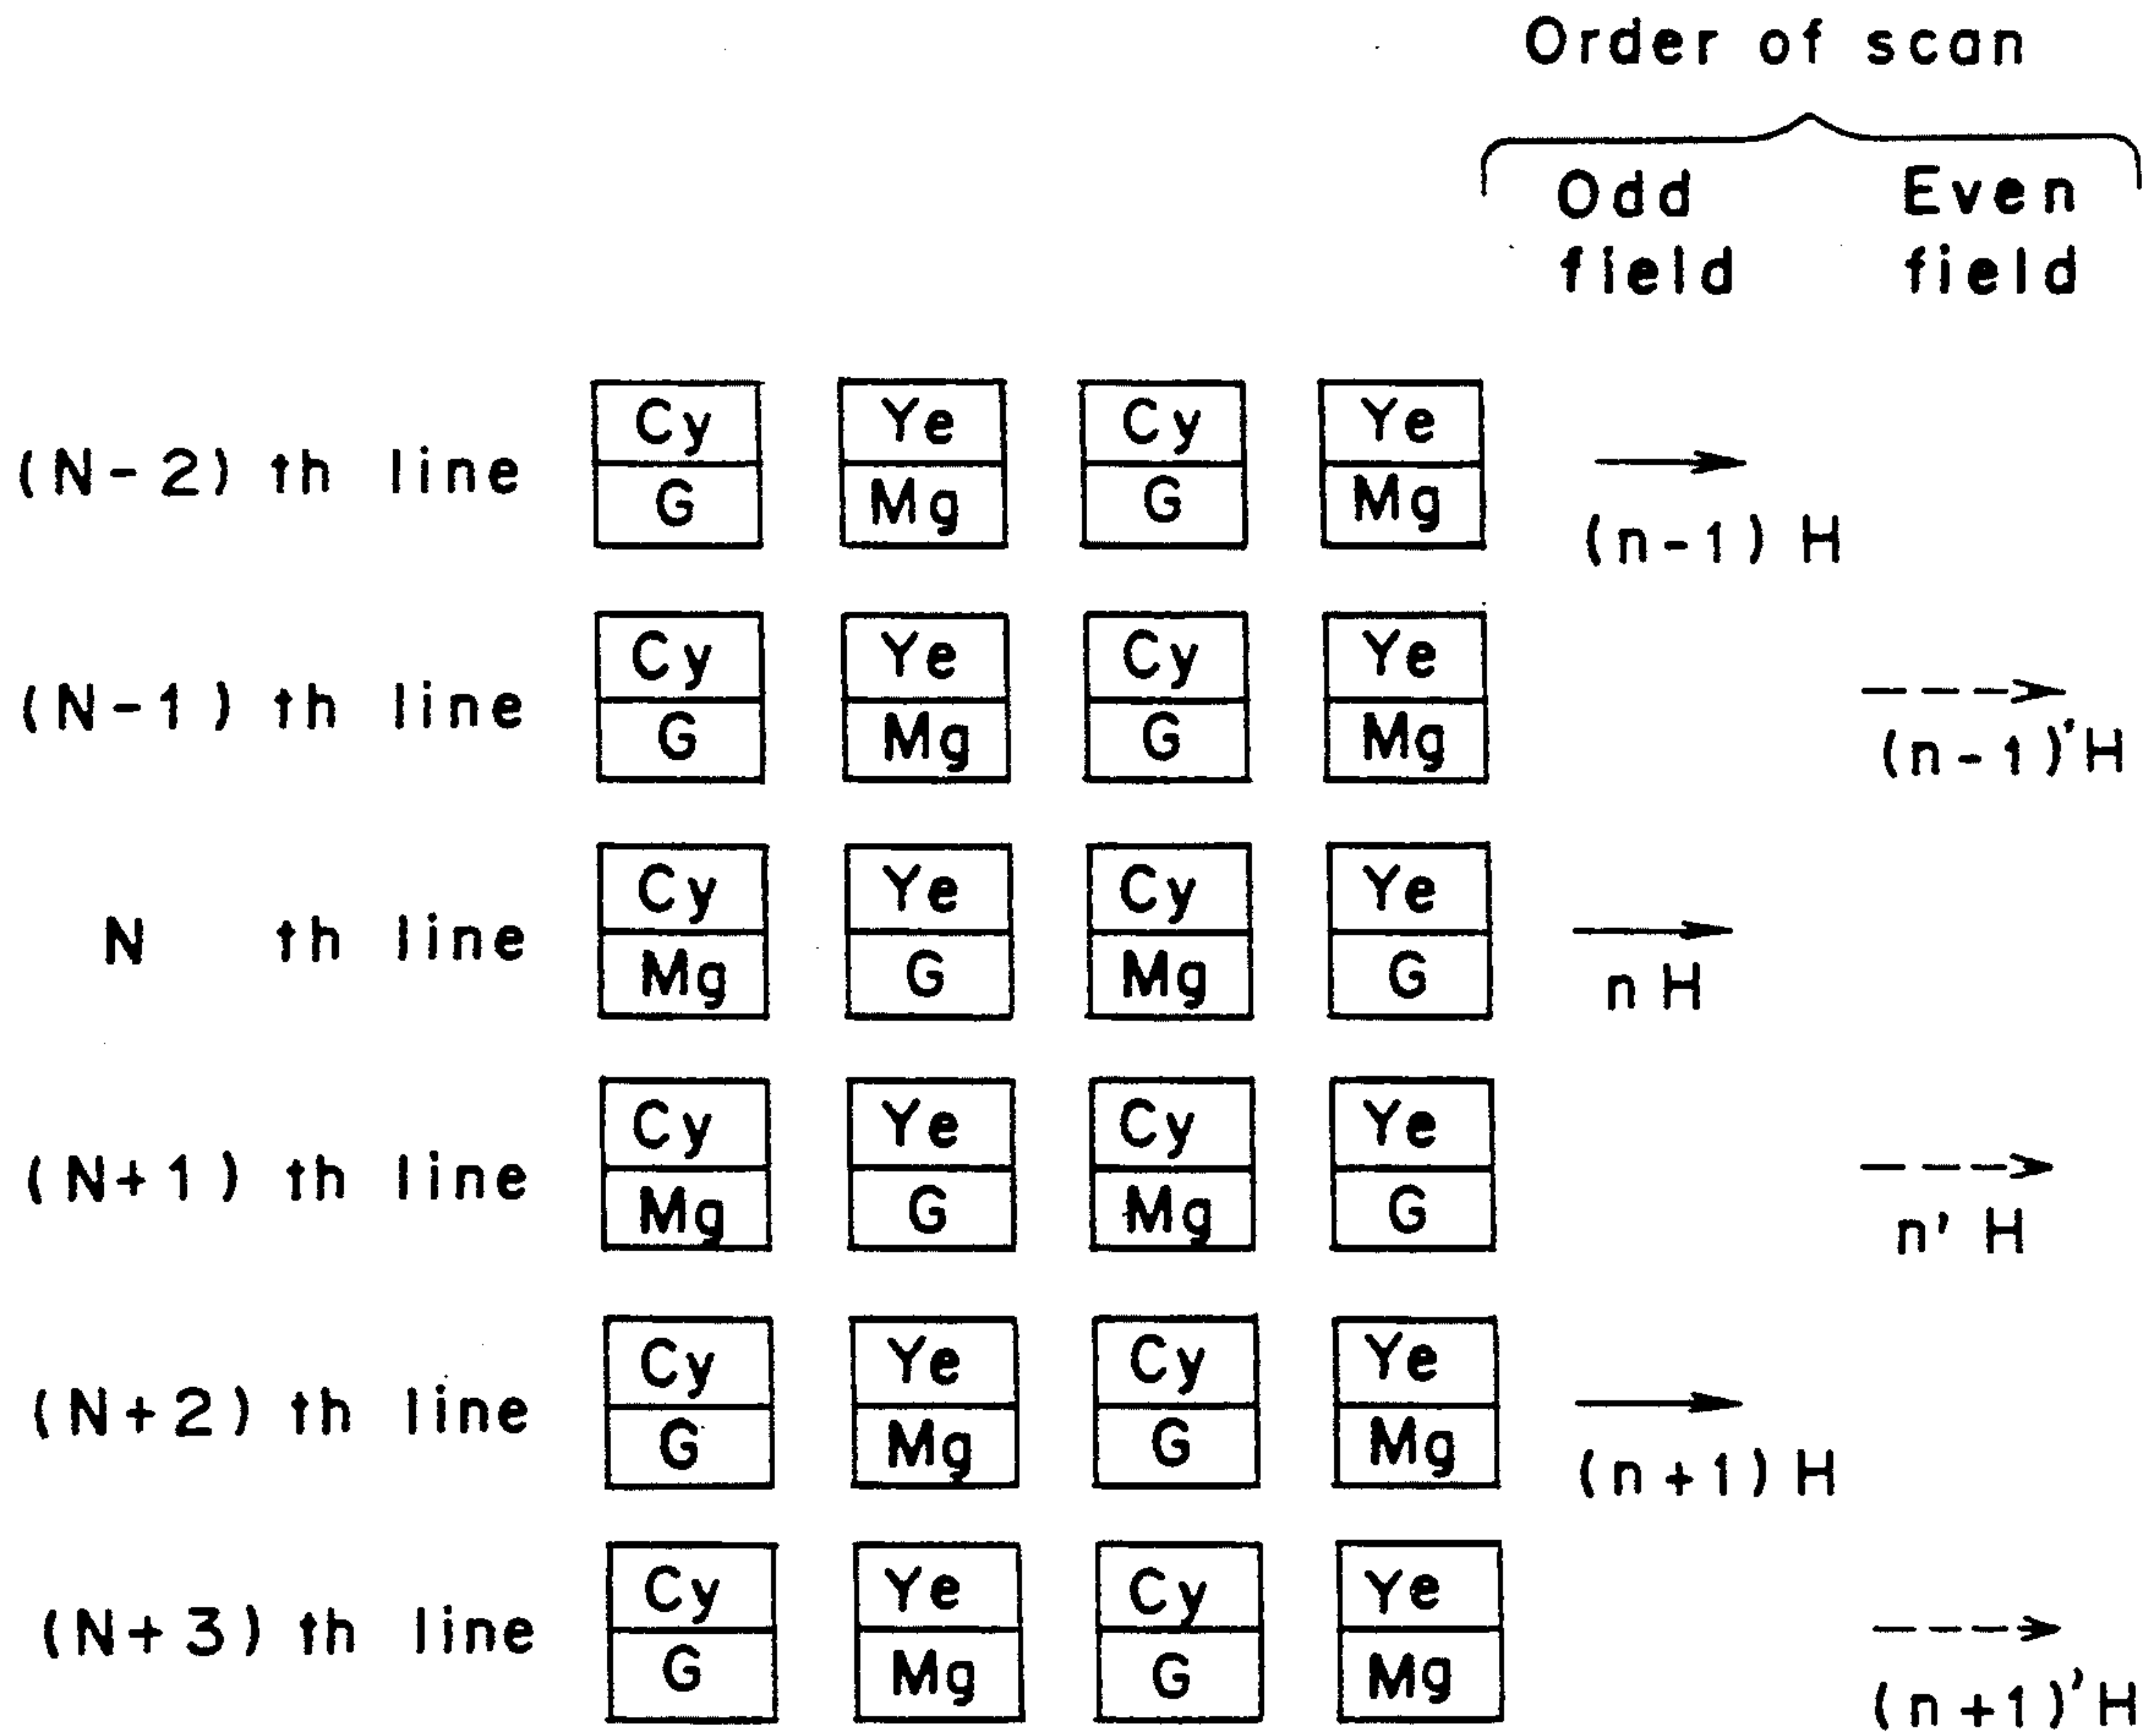 Order of scan
Odd field
Even field
(N-2) th line
Cy Ye Cy Ye
G Mg G Mg
(n-1) H
(N-1) th line
Cy Ye Cy Ye
G Mg G Mg
(n-1)'H
N th line
Cy Ye Cy Ye
Mg G Mg G
n H
(N+1) th line
Cy Ye Cy Ye
Mg G Mg G
n' H
(N+2) th line
Cy Ye Cy Ye
G Mg G Mg
(n+1) H
(N+3) th line
Cy Ye Cy Ye
G Mg G Mg
(n+1)'H